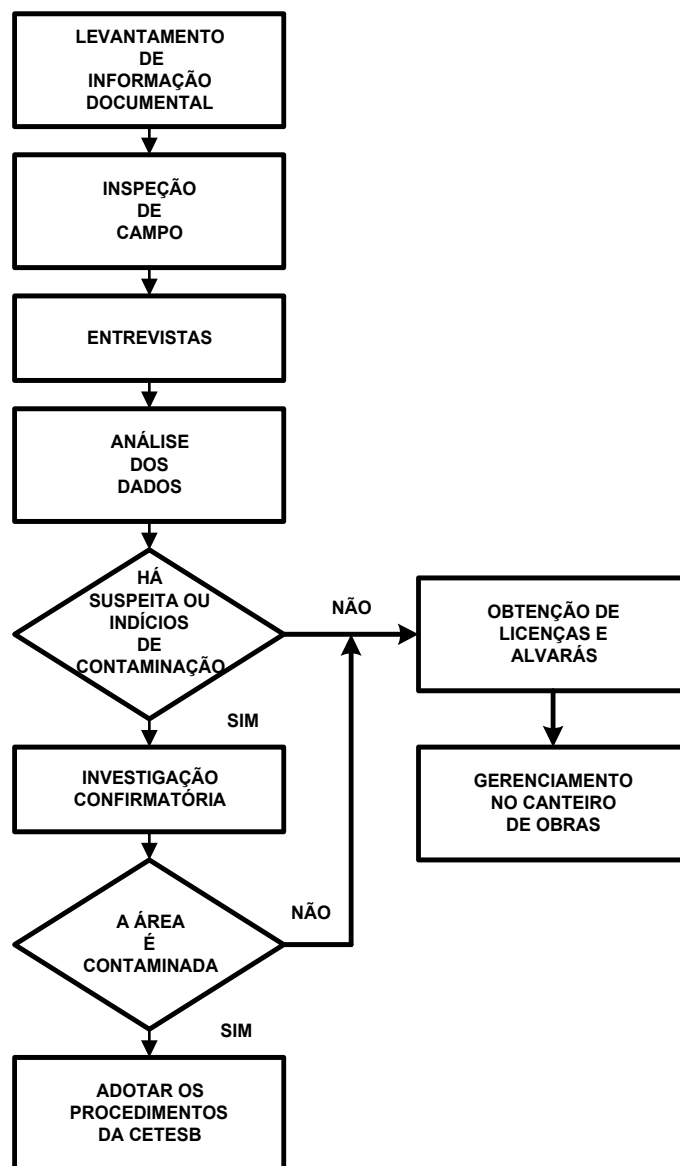 LEVANTAMENTO
DE
INFORMAÇÃO
DOCUMENTAL
INSPEÇÃO
DE
CAMPO
ENTREVISTAS
ANÁLISE
DOS
DADOS
HÁ
SUSPEITA OU
INDÍCIOS
DE
CONTAMINAÇÃO
NÃO
OBTENÇÃO DE
LICENÇAS E
ALVARÁS
SIM
INVESTIGAÇÃO
CONFIRMATÓRIA
GERENCIAMENTO
NO CANTEIRO
DE OBRAS
A ÁREA
É
CONTAMINADA
NÃO
SIM
ADOTAR OS
PROCEDIMENTOS
DA CETESB